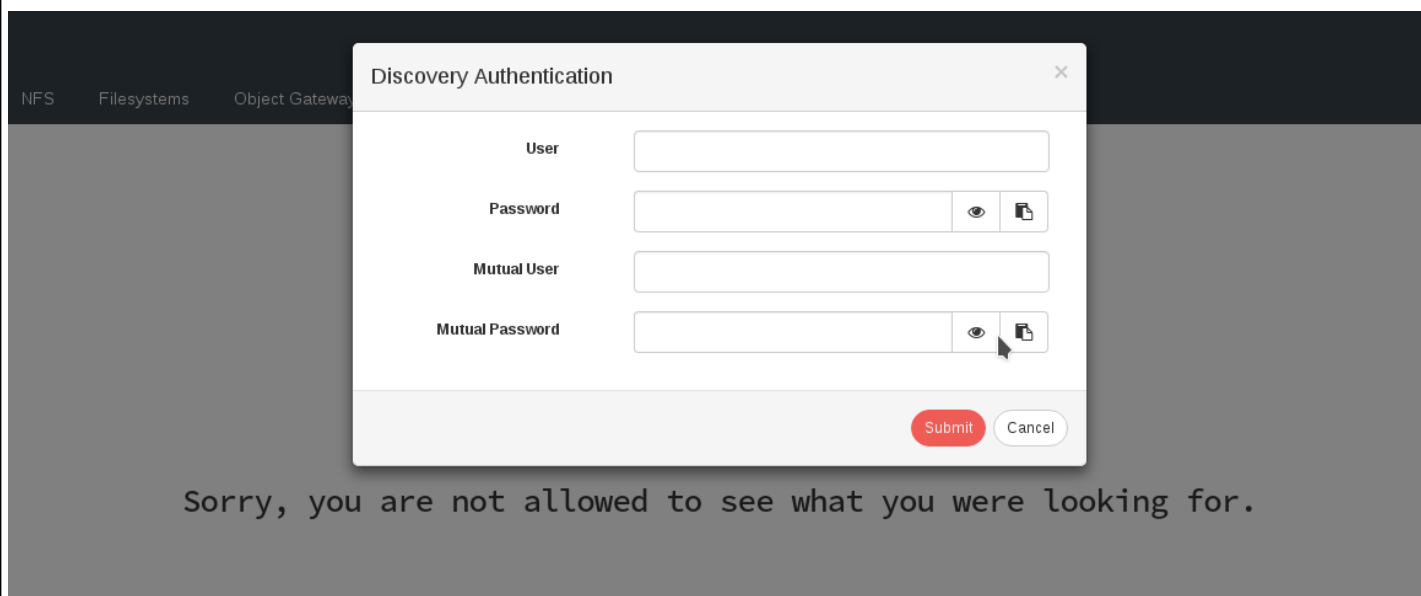 Discovery Authentication ×
NFS Filesystems Object Gateway
User
Password
Mutual User
Mutual Password
Submit Cancel
Sorry, you are not allowed to see what you were looking for.